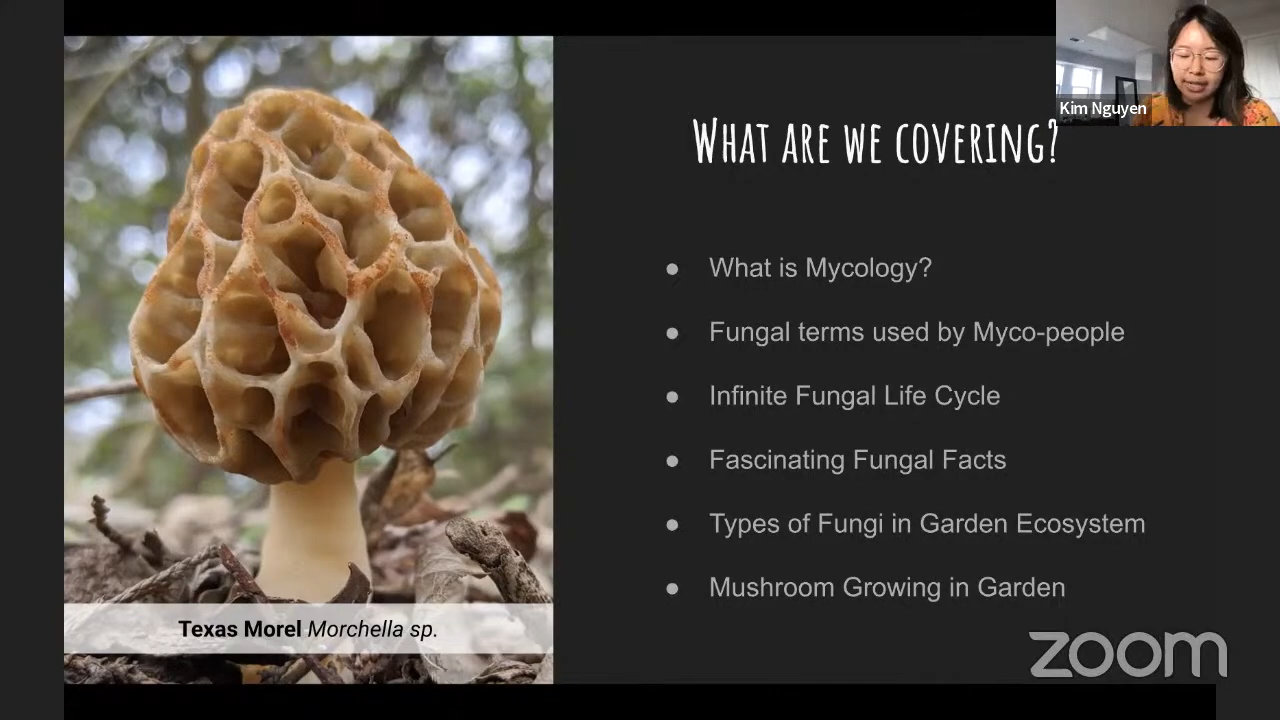 Kim Nguyen
What are we covering?
● What is Mycology?
● Fungal terms used by Myco-people
● Infinite Fungal Life Cycle
● Fascinating Fungal Facts
● Types of Fungi in Garden Ecosystem
● Mushroom Growing in Garden
Texas Morel Morchella sp.
zoom